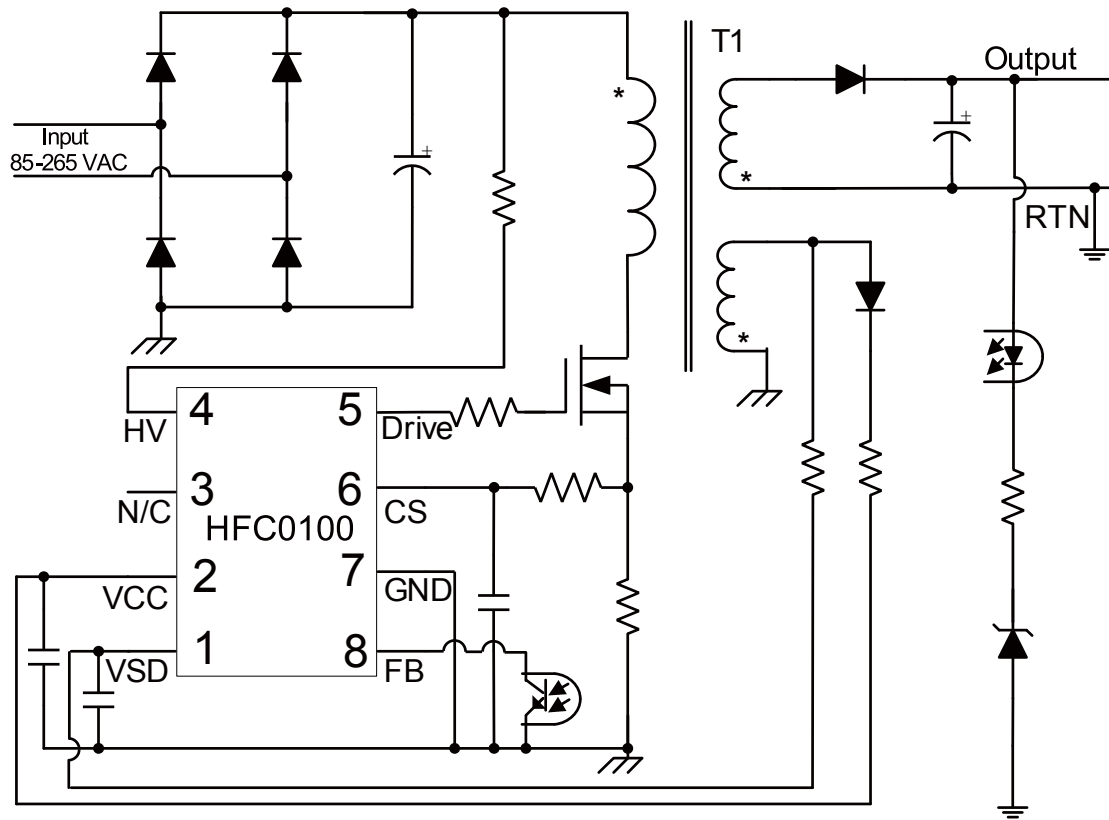 T1
Output
Input
85-265 VAC
+
+
*
*
RTN
*
HV
4
5
Drive
N/C
3
6
CS
HFC0100
VCC
2
7
GND
VSD
1
8
FB